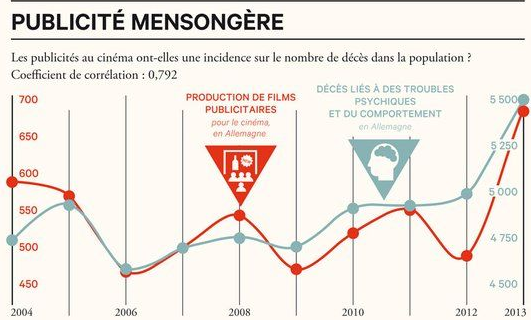 PUBLICITÉ MENSONGÈRE
Les publicités au cinéma ont-elles une incidence sur le nombre de décès dans la population ?
Coefficient de corrélation : 0,792
PRODUCTION DE FILMS
PUBLICITAIRES
pour le cinéma,
en Allemagne
DÉCÈS LIÉS À DES TROUBLES
PSYCHIQUES
ET DU COMPORTEMENT
en Allemagne
700
650
600
550
500
450
5 500
5 250
5 000
4 750
4 500
2004
2006
2008
2010
2012
2013